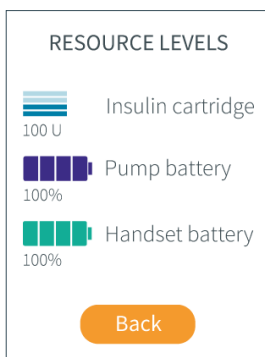 RESOURCE LEVELS
Insulin cartridge
100 U
Pump battery
100%
Handset battery
100%
Back